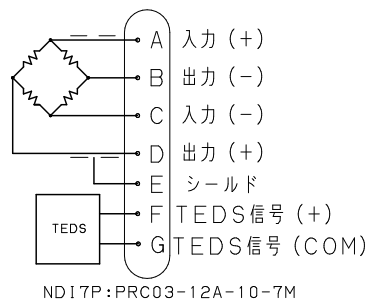 A 入力 (+)
B 出力 (-)
C 入力 (-)
D 出力 (+)
E シールド
F TEDS信号 (+)
G TEDS信号 (COM)
TEDS
NDI7P:PRC03-12A-10-7M